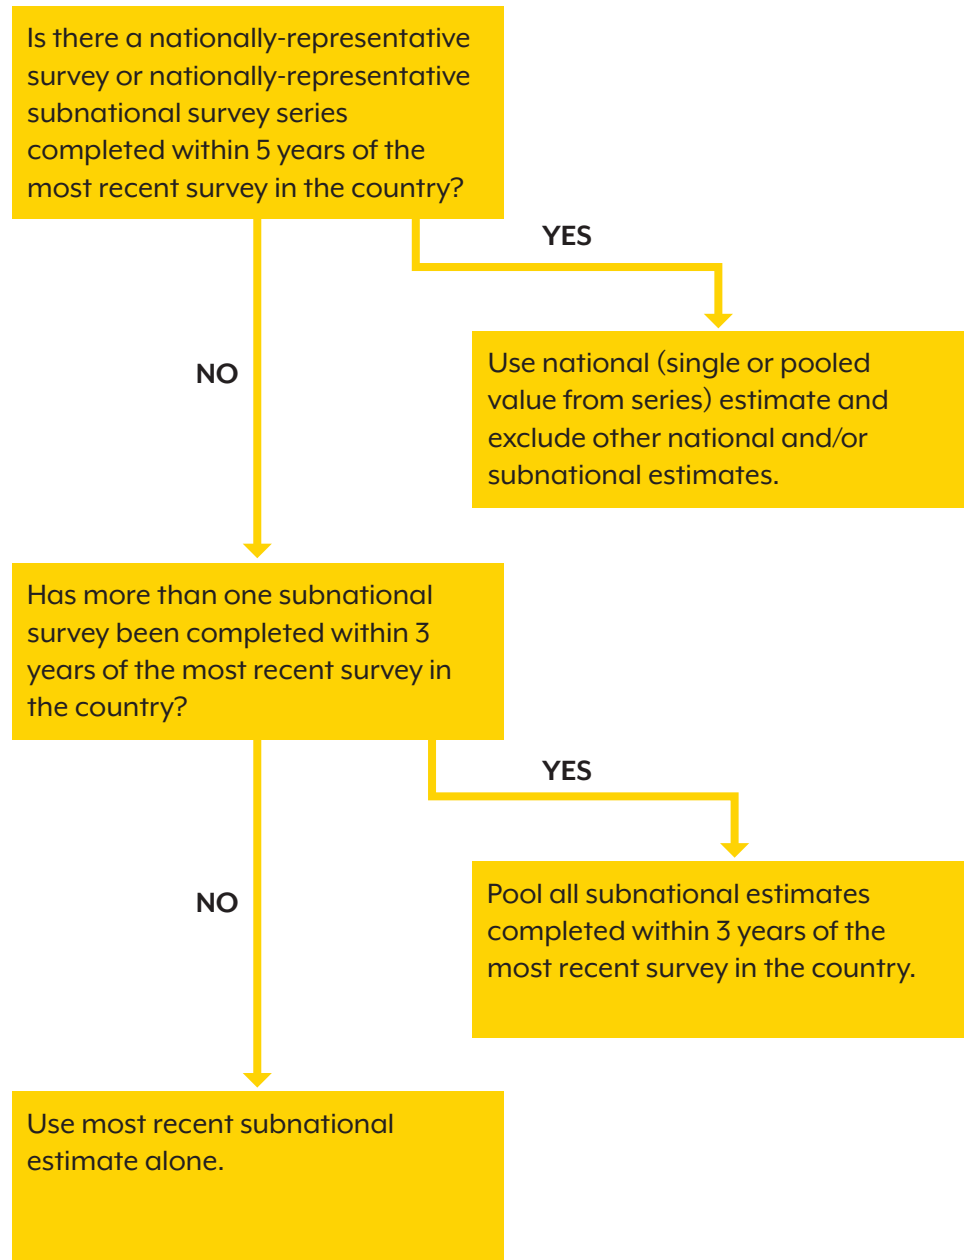 Is there a nationally-representative
survey or nationally-representative
subnational survey series
completed within 5 years of the
most recent survey in the country?
YES
NO
Use national (single or pooled
value from series) estimate and
exclude other national and/or
subnational estimates.
Has more than one subnational
survey been completed within 3
years of the most recent survey in
the country?
YES
NO
Pool all subnational estimates
completed within 3 years of the
most recent survey in the country.
Use most recent subnational
estimate alone.